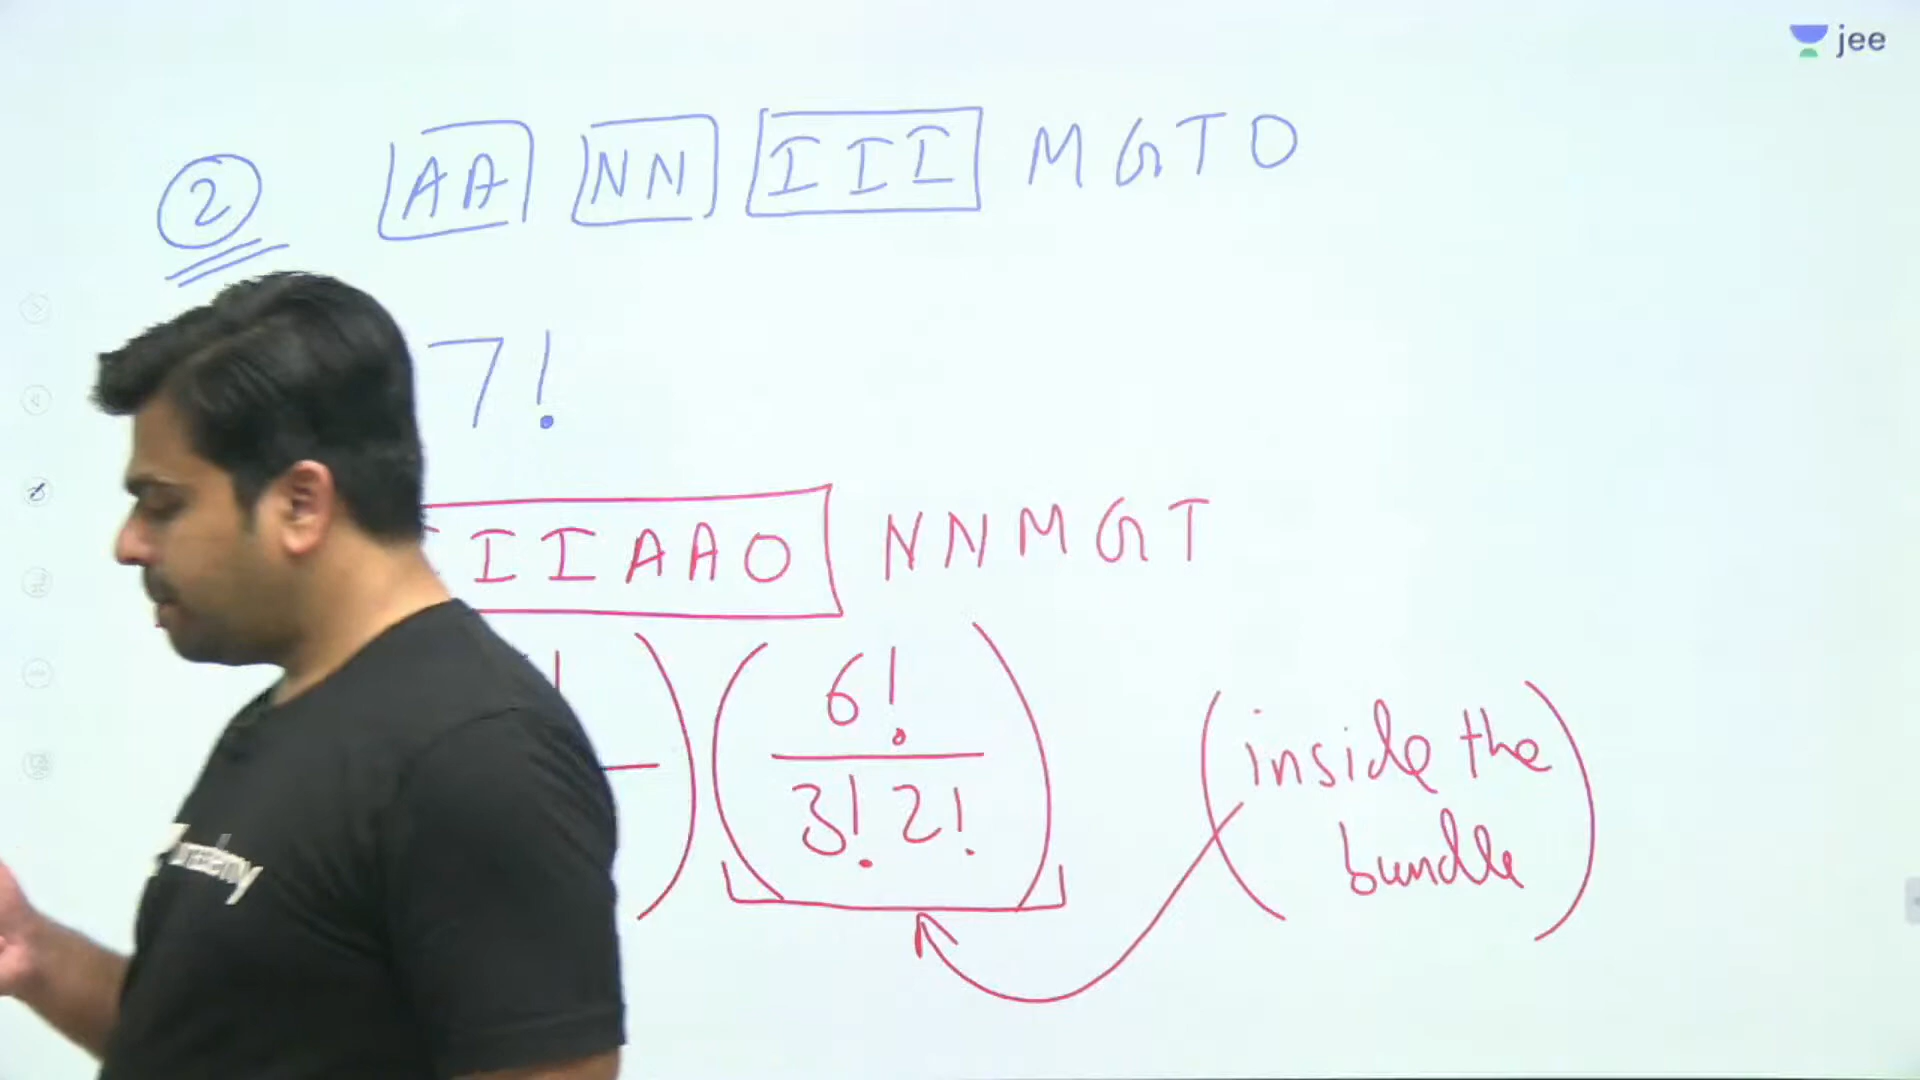 jee
2 AA NN III MGTO
7!
IIAAO NNMGT
6!
3! 2!
(inside the
bundle)